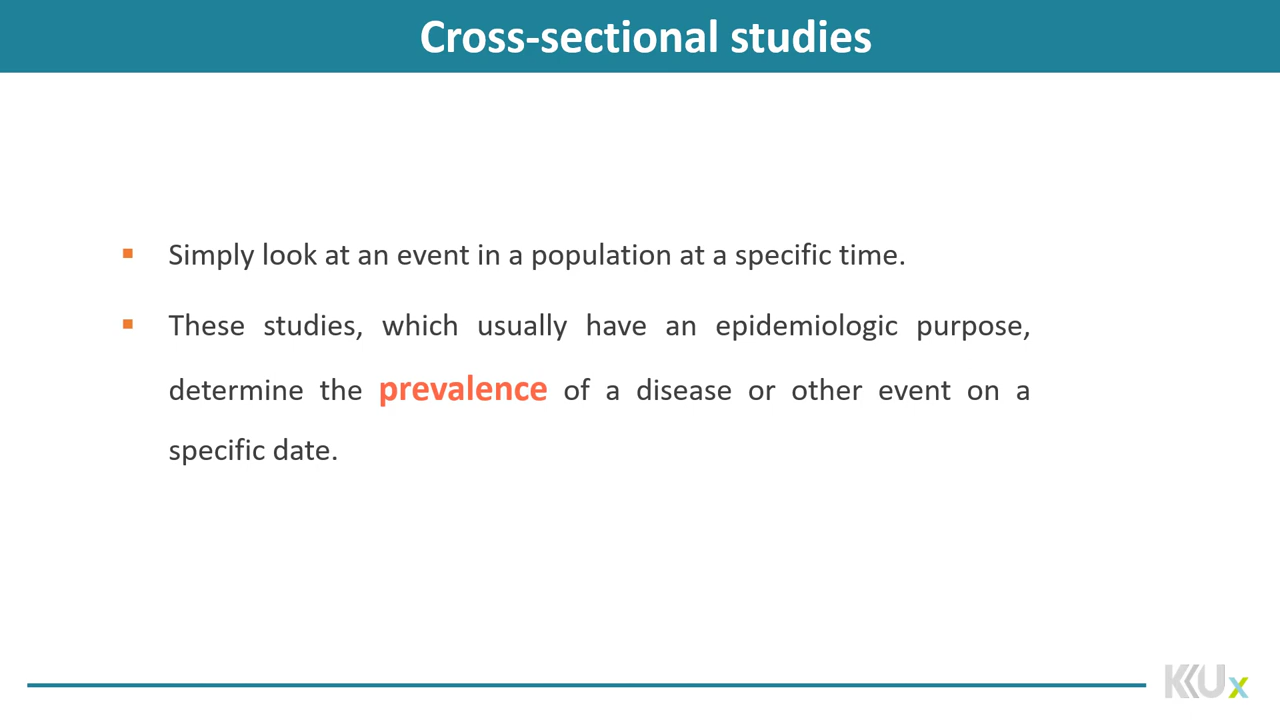 Cross-sectional studies
▪ Simply look at an event in a population at a specific time.
▪ These studies, which usually have an epidemiologic purpose,
determine the prevalence of a disease or other event on a
specific date.
KKUx